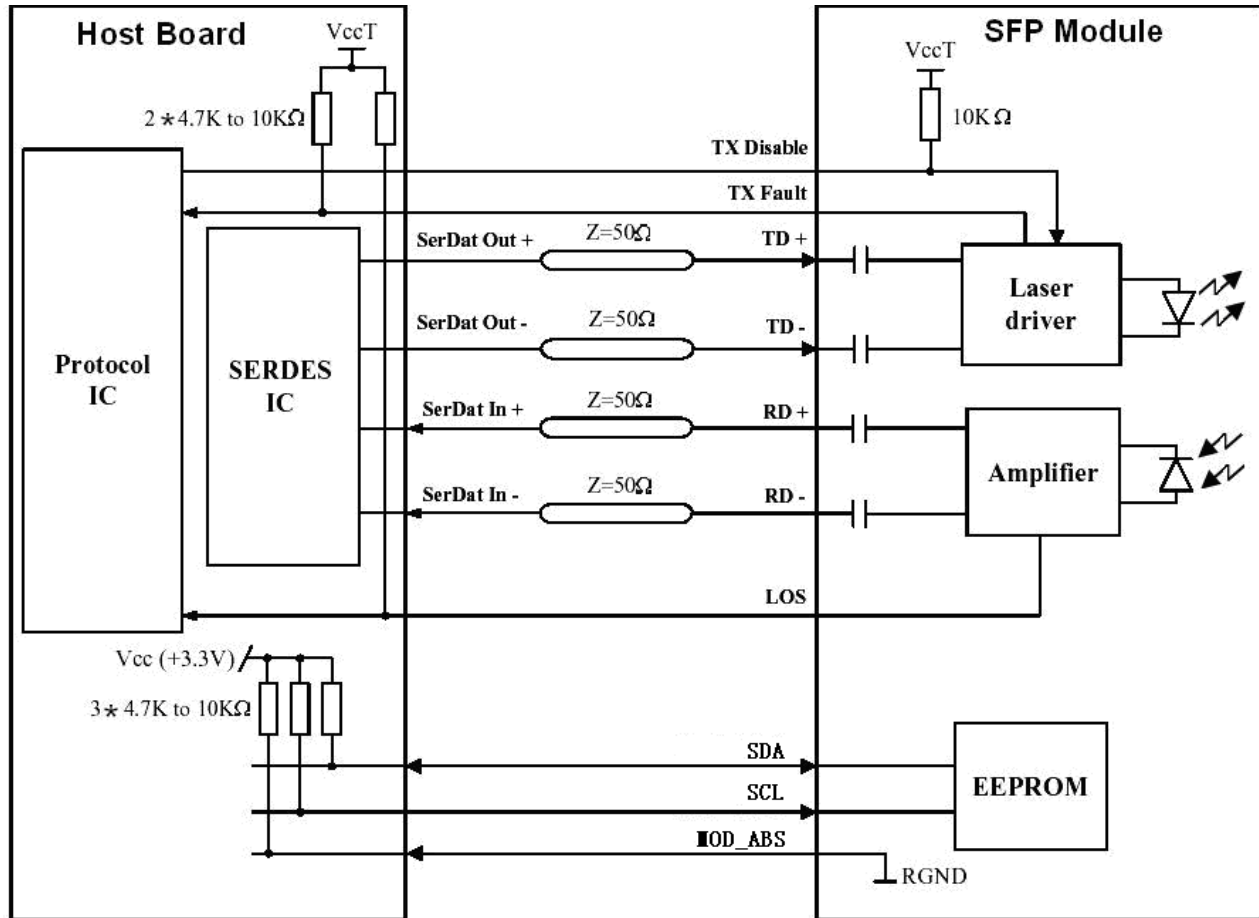 Host Board
SFP Module
VccT
VccT
2*4.7K to 10KΩ
10KΩ
TX Disable
TX Fault
SerDat Out +
Z=50Ω
TD +
Laser
driver
SerDat Out -
Z=50Ω
TD -
Protocol
IC
SERDES
IC
SerDat In +
Z=50Ω
RD +
Amplifier
SerDat In -
Z=50Ω
RD -
LOS
Vcc (+3.3V)
3*4.7K to 10KΩ
SDA
SCL
EEPROM
MOD_ABS
RGND